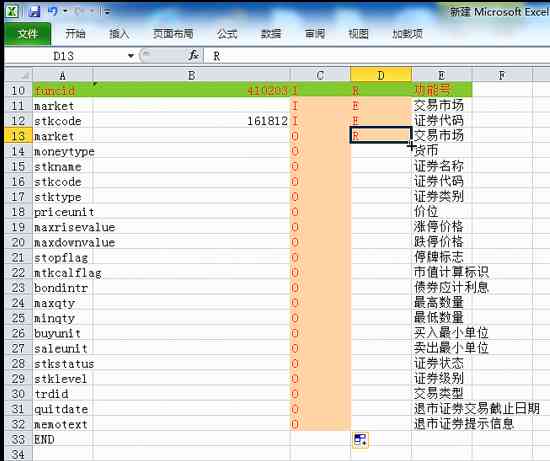 新建 Microsoft Excel
文件 开始 插入 页面布局 公式 数据 审阅 视图 加载项
D13 fx R
A B C D E F
10 funcid 410203 I R 功能号
11 market I E 交易市场
12 stkcode 161812 I E 证券代码
13 market O R 交易市场
14 moneytype O 货币
15 stkname O 证券名称
16 stkcode O 证券代码
17 stktype O 证券类别
18 priceunit O 价位
19 maxrisevalue O 涨停价格
20 maxdownvalue O 跌停价格
21 stopflag O 停牌标志
22 mtkcalflag O 市值计算标识
23 bondintr O 债券应计利息
24 maxqty O 最高数量
25 minqty O 最低数量
26 buyunit O 买入最小单位
27 saleunit O 卖出最小单位
28 stkstatus O 证券状态
29 stklevel O 证券级别
30 trdid O 交易类型
31 quitdate O 退市证券交易截止日期
32 memotext O 退市证券提示信息
33 END
34